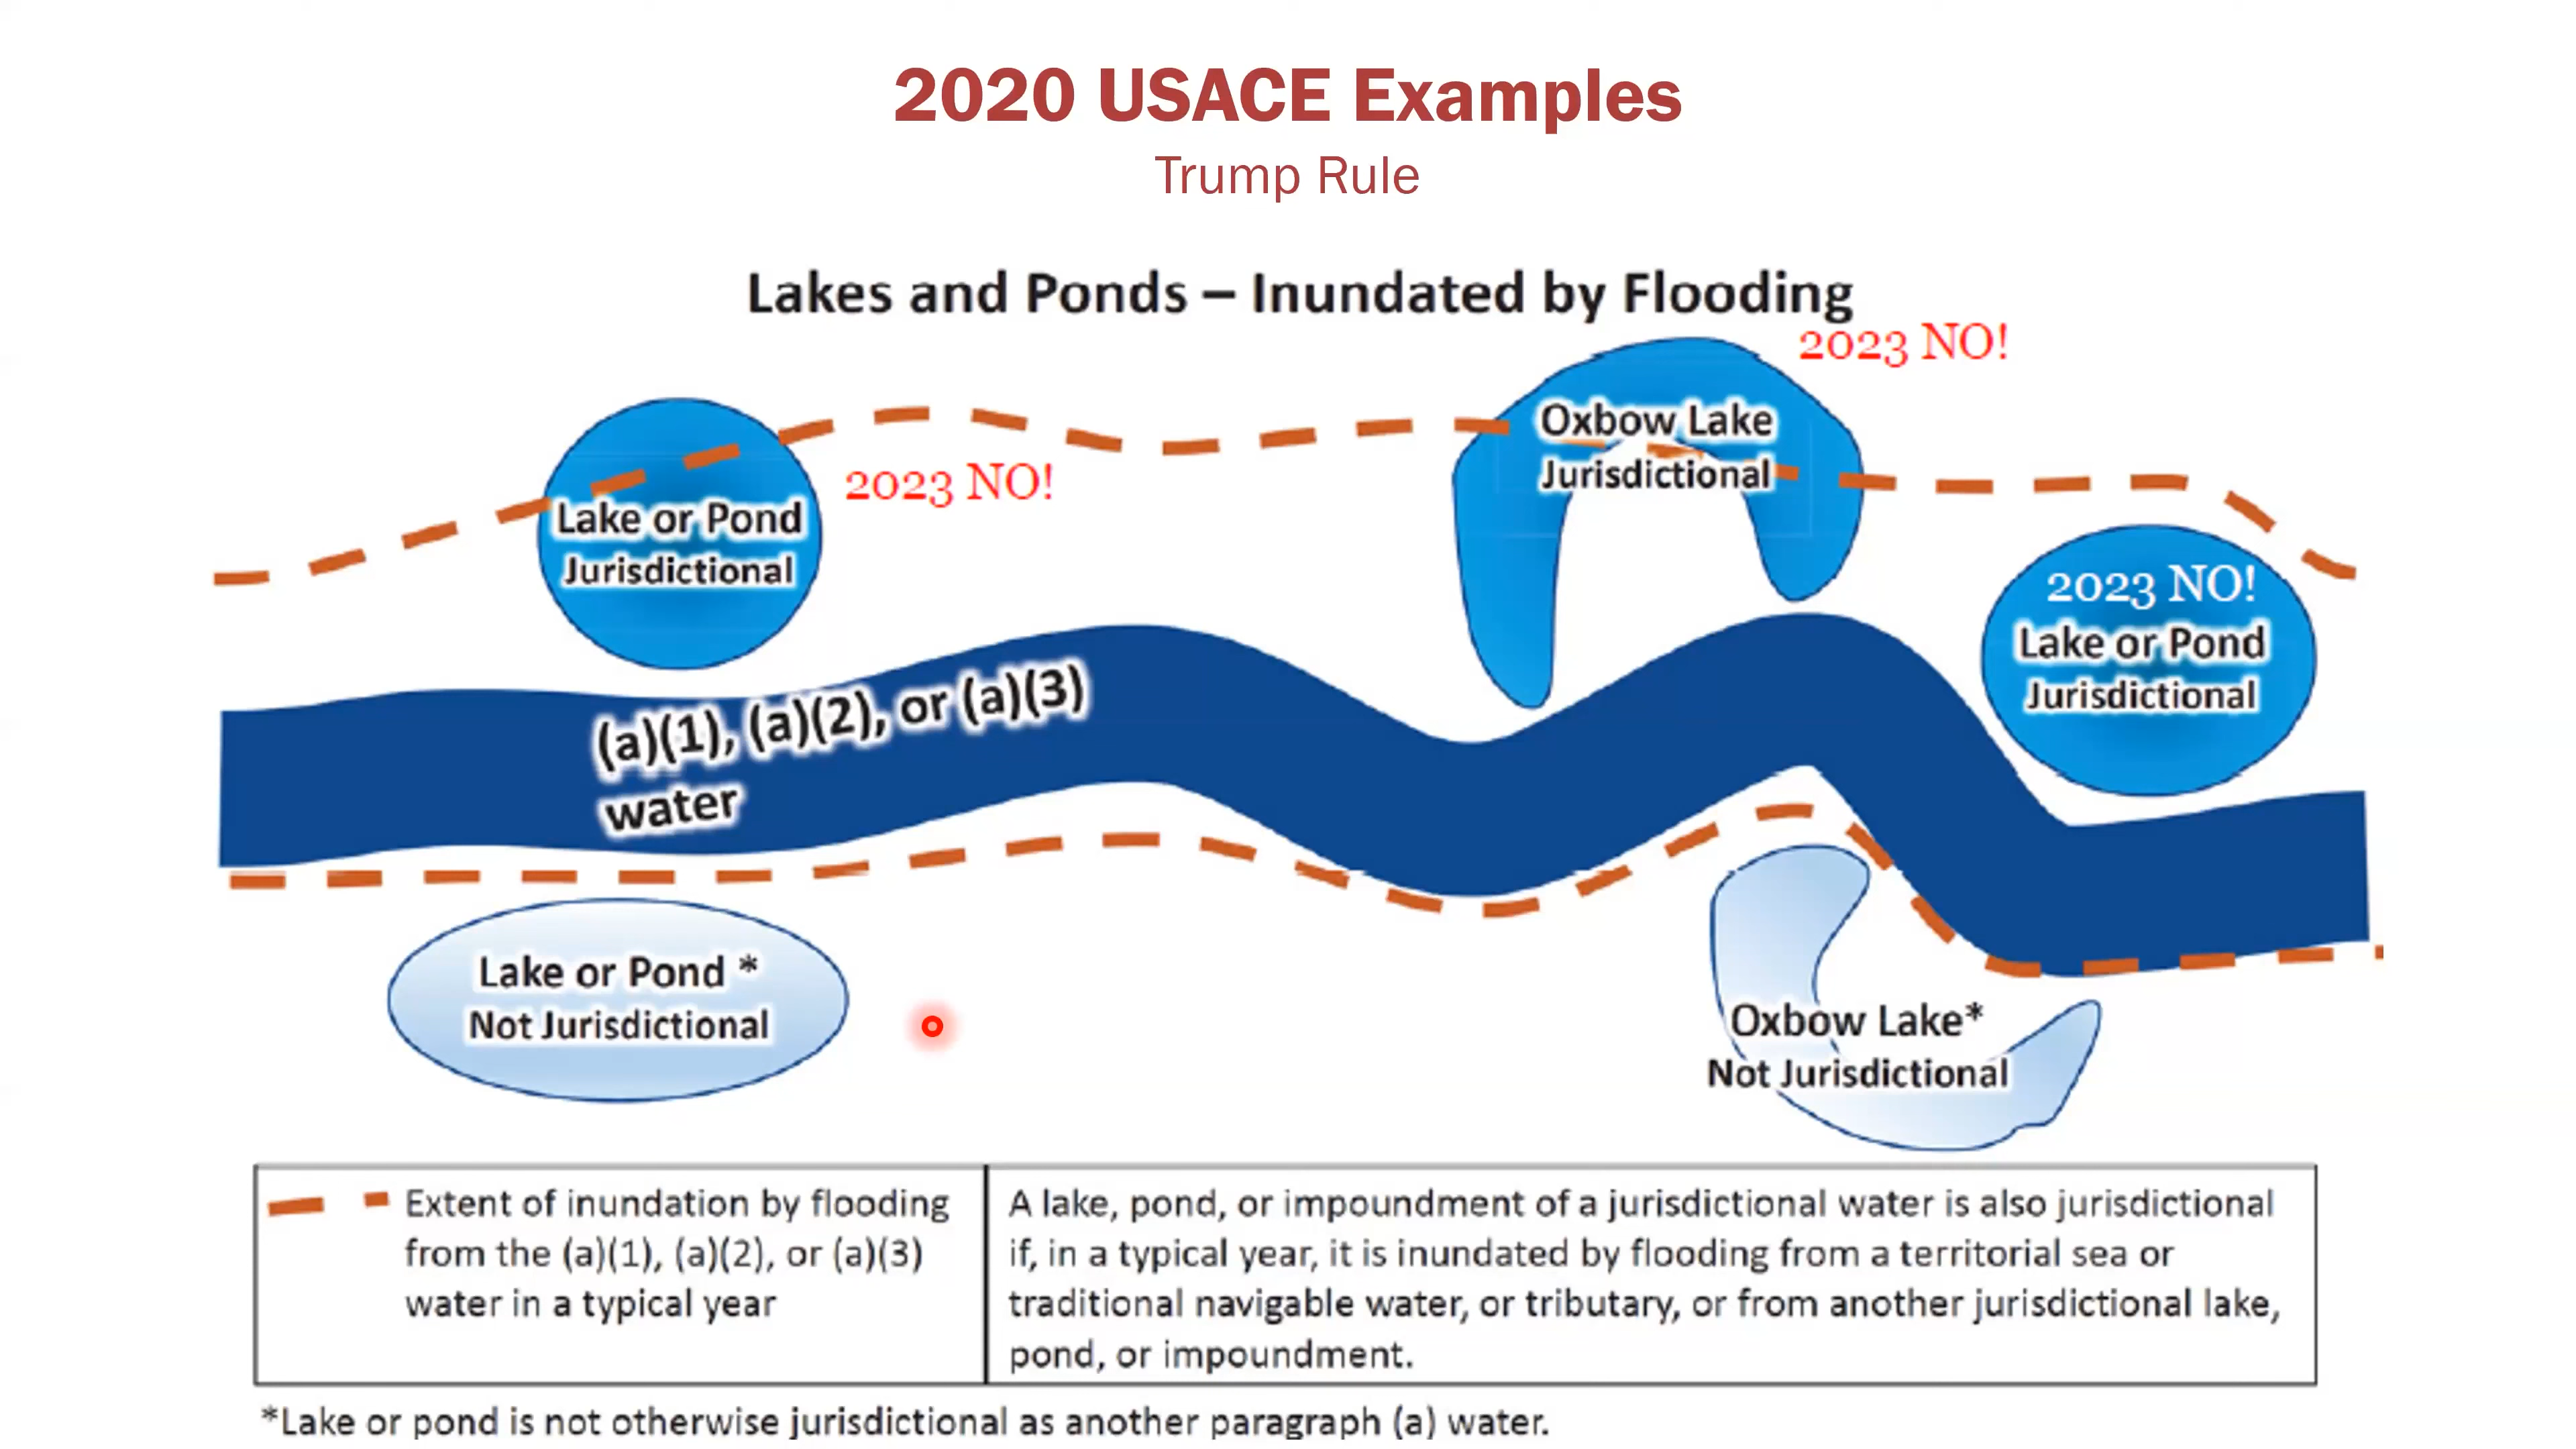 2020 USACE Examples
Trump Rule
Lakes and Ponds – Inundated by Flooding
2023 NO!
Oxbow Lake
Jurisdictional
2023 NO!
Lake or Pond
Jurisdictional
2023 NO!
Lake or Pond
Jurisdictional
(a)(1), (a)(2), or (a)(3)
water
Lake or Pond *
Not Jurisdictional
Oxbow Lake*
Not Jurisdictional
Extent of inundation by flooding
from the (a)(1), (a)(2), or (a)(3)
water in a typical year
A lake, pond, or impoundment of a jurisdictional water is also jurisdictional
if, in a typical year, it is inundated by flooding from a territorial sea or
traditional navigable water, or tributary, or from another jurisdictional lake,
pond, or impoundment.
*Lake or pond is not otherwise jurisdictional as another paragraph (a) water.